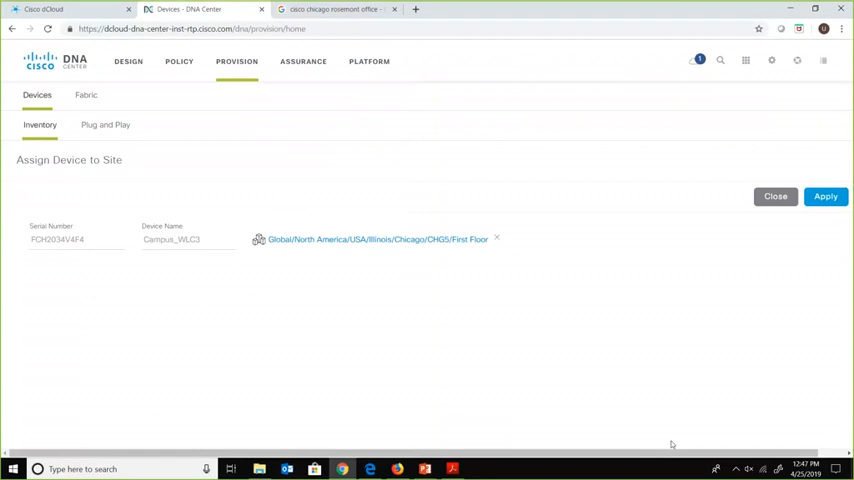 Cisco dCloud
Devices - DNA Center
cisco chicago rosemont office -
https://dcloud-dna-center-inst-rtp.cisco.com/dna/provision/home
CISCO DNA CENTER
DESIGN
POLICY
PROVISION
ASSURANCE
PLATFORM
1
Devices
Fabric
Inventory
Plug and Play
Assign Device to Site
Close
Apply
Serial Number
Device Name
FCH2034V4F4
Campus_WLC3
Global/North America/USA/Illinois/Chicago/CHG5/First Floor
Type here to search
12:47 PM
4/25/2019